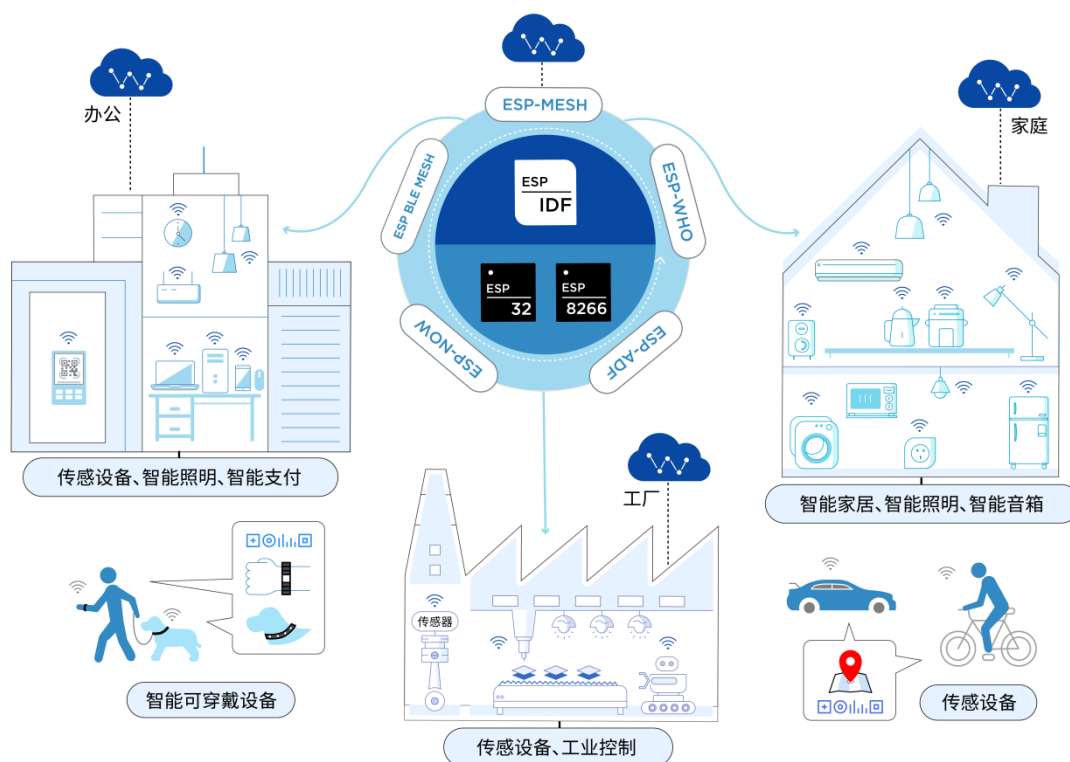 ESP-MESH
办公
家庭
ESP BLE MESH
ESP-WHO
ESP
IDF
ESP
32
ESP
8266
ESP-NOW
ESP-ADF
传感设备、智能照明、智能支付
工厂
智能家居、智能照明、智能音箱
传感器
智能可穿戴设备
传感设备
传感设备、工业控制